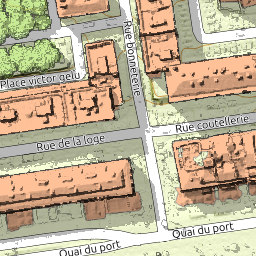 Rue bonneterie
Place victor gelu
Rue coutellerie
Rue de la loge
Quai du port
Quai du port